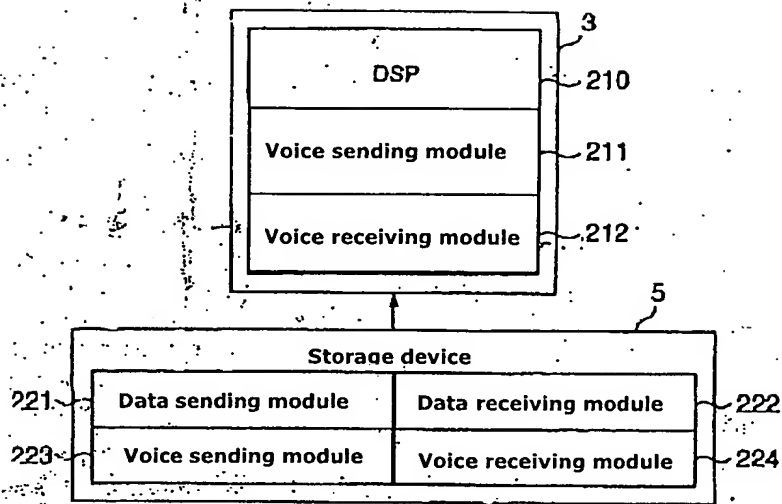 3
DSP
210
Voice sending module
211
Voice receiving module
212
5
Storage device
221 Data sending module Data receiving module 222
223 Voice sending module Voice receiving module 224